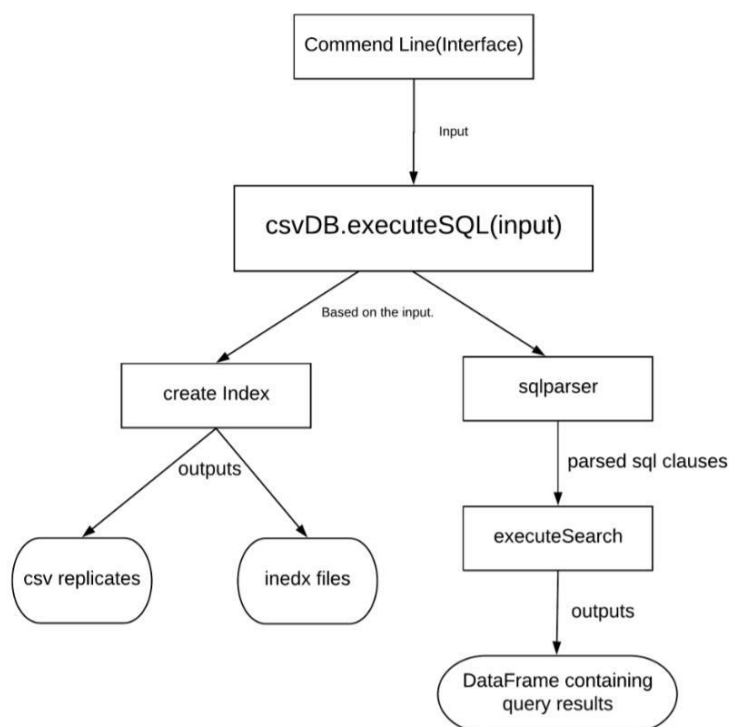 Commend Line(Interface)
Input
csvDB.executeSQL(input)
Based on the input.
create Index
sqlparser
outputs
parsed sql clauses
csv replicates
inedx files
executeSearch
outputs
DataFrame containing
query results